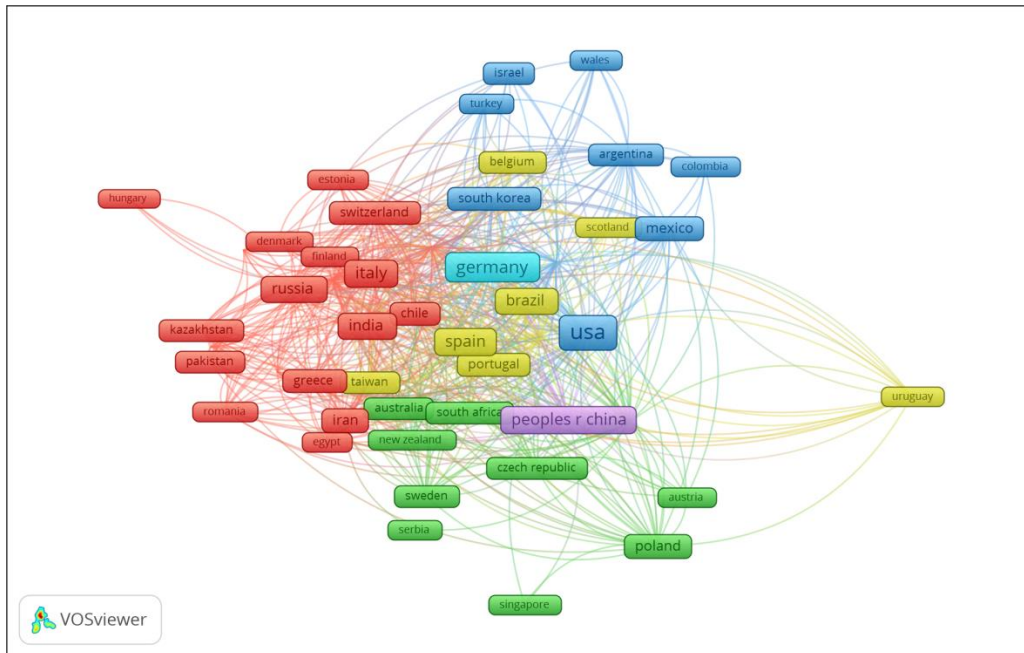 wales
israel
turkey
argentina
belgium
colombia
estonia
hungary
south korea
switzerland
scotland
mexico
denmark
finland
germany
italy
russia
brazil
chile
india
kazakhstan
usa
spain
pakistan
portugal
greece
taiwan
uruguay
australia
romania
south africa
iran
peoples r china
egypt
new zealand
czech republic
sweden
austria
serbia
poland
singapore
VOSviewer